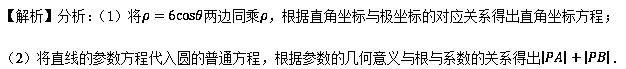 【解析】分析：（1）将ρ = 6cosθ两边同乘ρ，根据直角坐标与极坐标的对应关系得出直角坐标方程；
（2）将直线的参数方程代入圆的普通方程，根据参数的几何意义与根与系数的关系得出|PA| + |PB|．